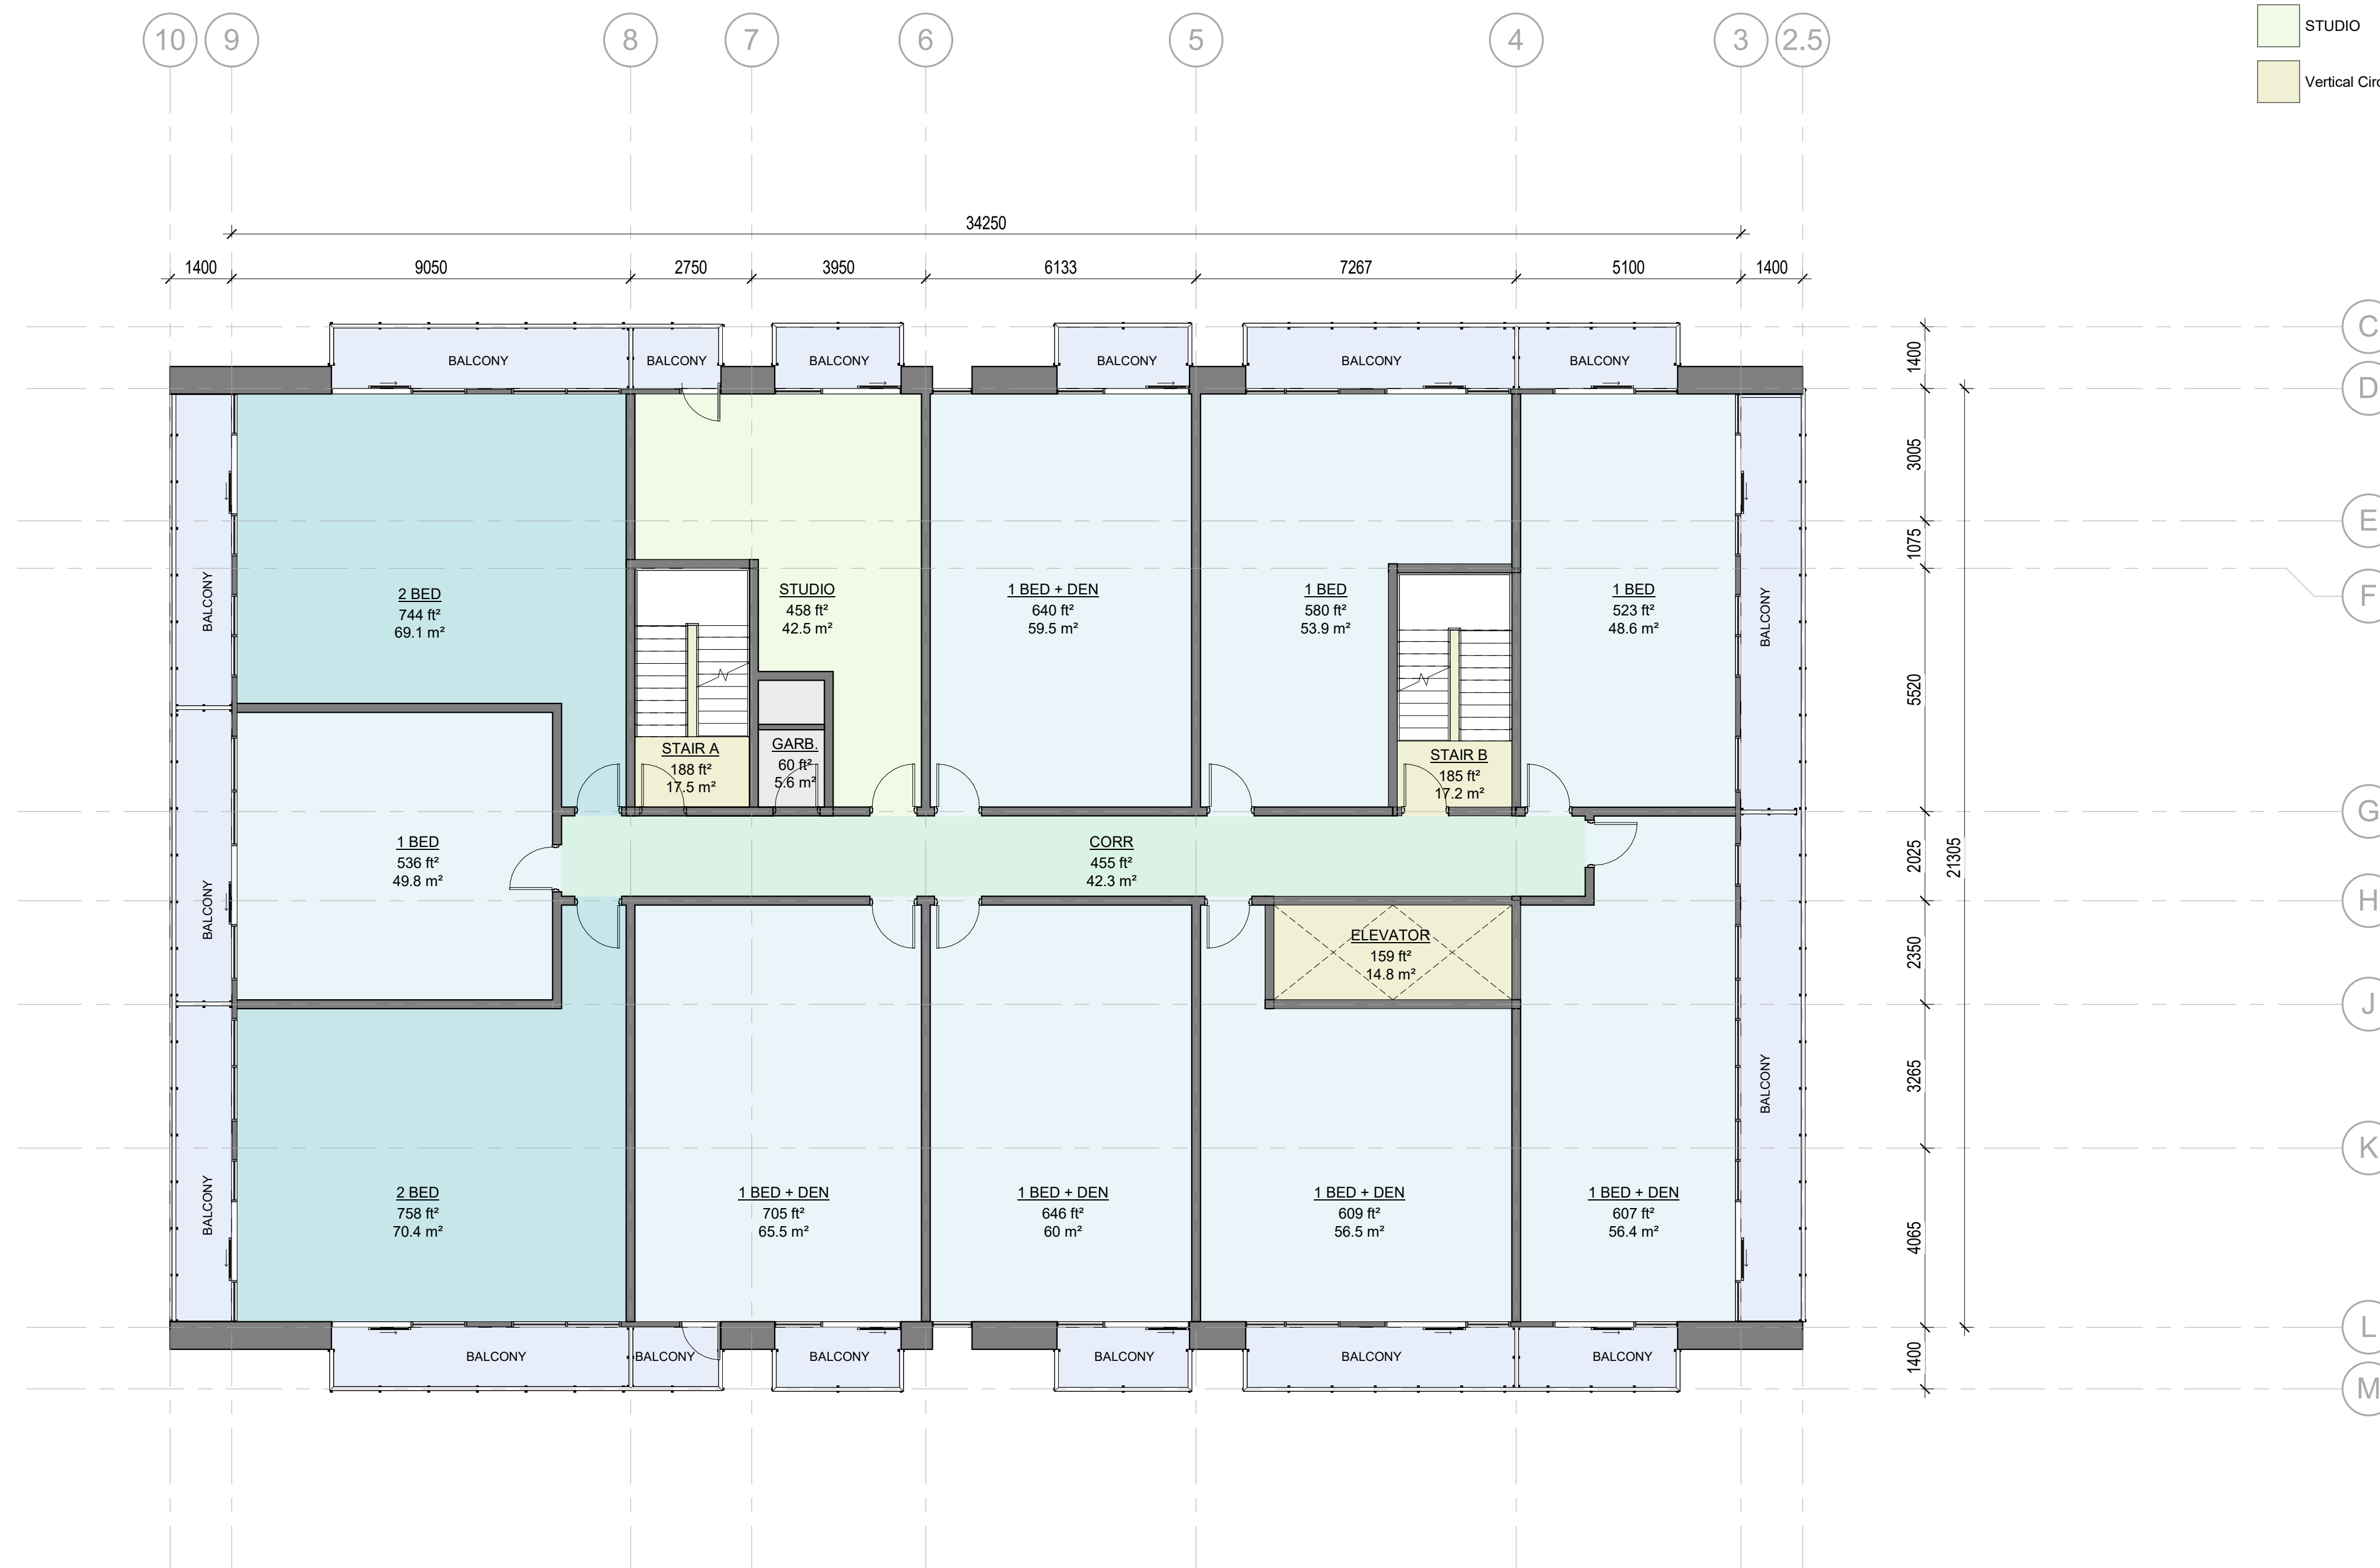 STUDIO
Vertical Circ
10
9
8
7
6
5
4
3
2.5
34250
1400
9050
2750
3950
6133
7267
5100
1400
C
D
E
F
G
H
J
K
L
M
1400
3005
1075
5520
2025
2350
3265
4065
1400
21305
BALCONY
BALCONY
BALCONY
BALCONY
BALCONY
BALCONY
BALCONY
2 BED
744 ft²
69.1 m²
STUDIO
458 ft²
42.5 m²
1 BED + DEN
640 ft²
59.5 m²
1 BED
580 ft²
53.9 m²
1 BED
523 ft²
48.6 m²
BALCONY
STAIR A
188 ft²
17.5 m²
GARB.
60 ft²
5.6 m²
STAIR B
185 ft²
17.2 m²
BALCONY
1 BED
536 ft²
49.8 m²
CORR
455 ft²
42.3 m²
ELEVATOR
159 ft²
14.8 m²
BALCONY
BALCONY
2 BED
758 ft²
70.4 m²
1 BED + DEN
705 ft²
65.5 m²
1 BED + DEN
646 ft²
60 m²
1 BED + DEN
609 ft²
56.5 m²
1 BED + DEN
607 ft²
56.4 m²
BALCONY
BALCONY
BALCONY
BALCONY
BALCONY
BALCONY